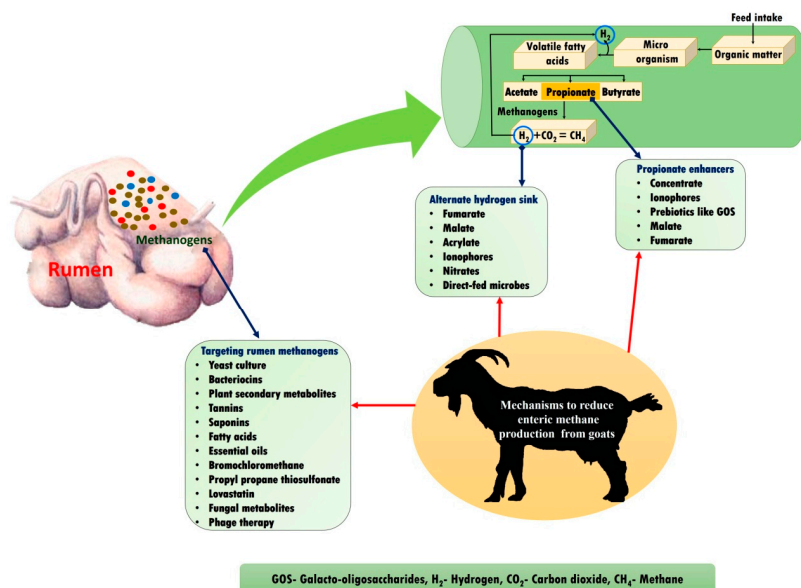 Feed intake
H2
Volatile fatty
acids
Micro
organism
Organic matter
Acetate Propionate Butyrate
Methanogens
H2 +CO2 = CH4
Methanogens
Rumen
Alternate hydrogen sink
• Fumarate
• Malate
• Acrylate
• Ionophores
• Nitrates
• Direct-fed microbes
Propionate enhancers
• Concentrate
• Ionophores
• Prebiotics like GOS
• Malate
• Fumarate
Targeting rumen methanogens
• Yeast culture
• Bacteriocins
• Plant secondary metabolites
• Tannins
• Saponins
• Fatty acids
• Essential oils
• Bromochloromethane
• Propyl propane thiosulfonate
• Lovastatin
• Fungal metabolites
• Phage therapy
Mechanisms to reduce
enteric methane
production from goats
GOS- Galacto-oligosaccharides, H2- Hydrogen, CO2- Carbon dioxide, CH4- Methane